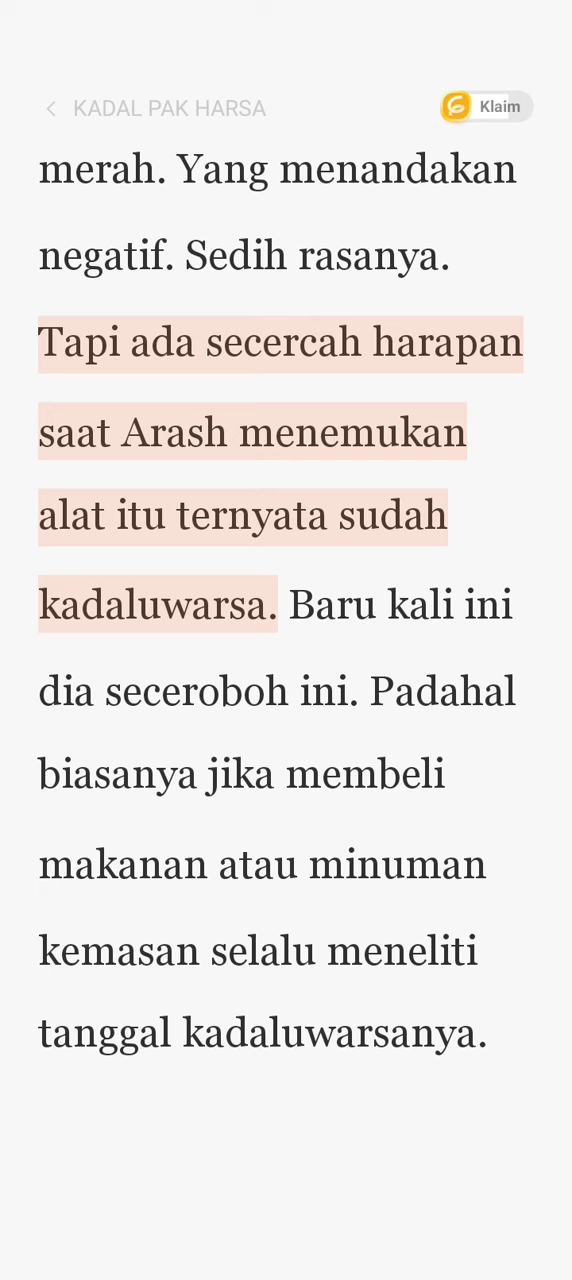 KADAL PAK HARSA
Klaim
merah. Yang menandakan
negatif. Sedih rasanya.
Tapi ada secercah harapan
saat Arash menemukan
alat itu ternyata sudah
kadaluwarsa. Baru kali ini
dia seceroboh ini. Padahal
biasanya jika membeli
makanan atau minuman
kemasan selalu meneliti
tanggal kadaluwarsanya.